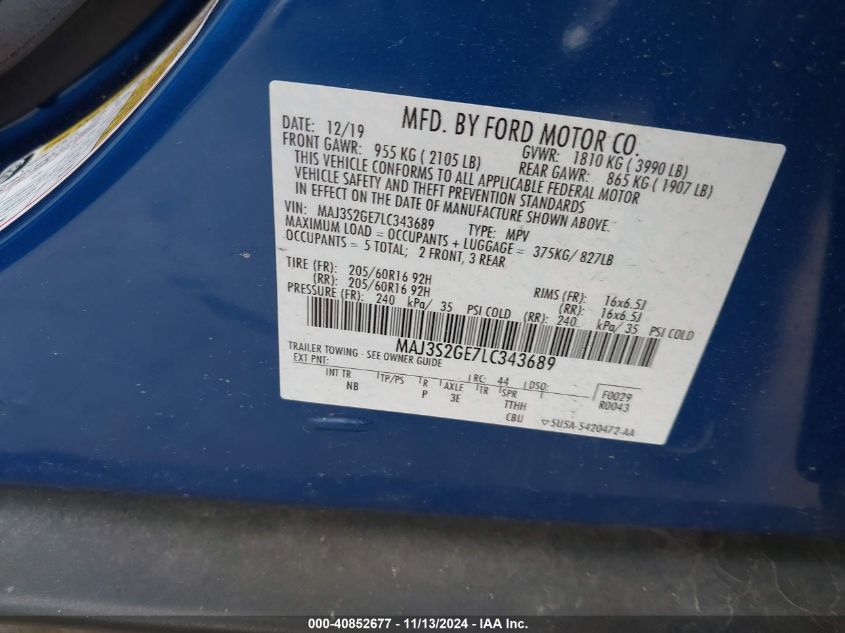 MFD. BY FORD MOTOR CO.
DATE: 12/19 GVWR: 1810 KG ( 3990 LB)
FRONT GAWR: 955 KG ( 2105 LB) REAR GAWR: 865 KG ( 1907 LB)
THIS VEHICLE CONFORMS TO ALL APPLICABLE FEDERAL MOTOR
VEHICLE SAFETY AND THEFT PREVENTION STANDARDS
IN EFFECT ON THE DATE OF MANUFACTURE SHOWN ABOVE.
VIN: MAJ3S2GE7LC343689 TYPE: MPV
MAXIMUM LOAD = OCCUPANTS + LUGGAGE = 375KG/ 827LB
OCCUPANTS = 5 TOTAL; 2 FRONT, 3 REAR
TIRE (FR): 205/60R16 92H RIMS (FR): 16x6.5J
(RR): 205/60R16 92H (RR): 16x6.5J
PRESSURE (FR): 240 kPa/ 35 PSI COLD (RR): 240 kPa/ 35 PSI COLD
MAJ3S2GE7LC343689
TRAILER TOWING - SEE OWNER GUIDE
EXT PNT: RC: 44 DSO: F0029
INT TR TP/PS R AXLE TR SPR R0043
NB P 3E TTHH
CBU 5U5A-5420472-AA
000-40852677 - 11/13/2024 - IAA Inc.